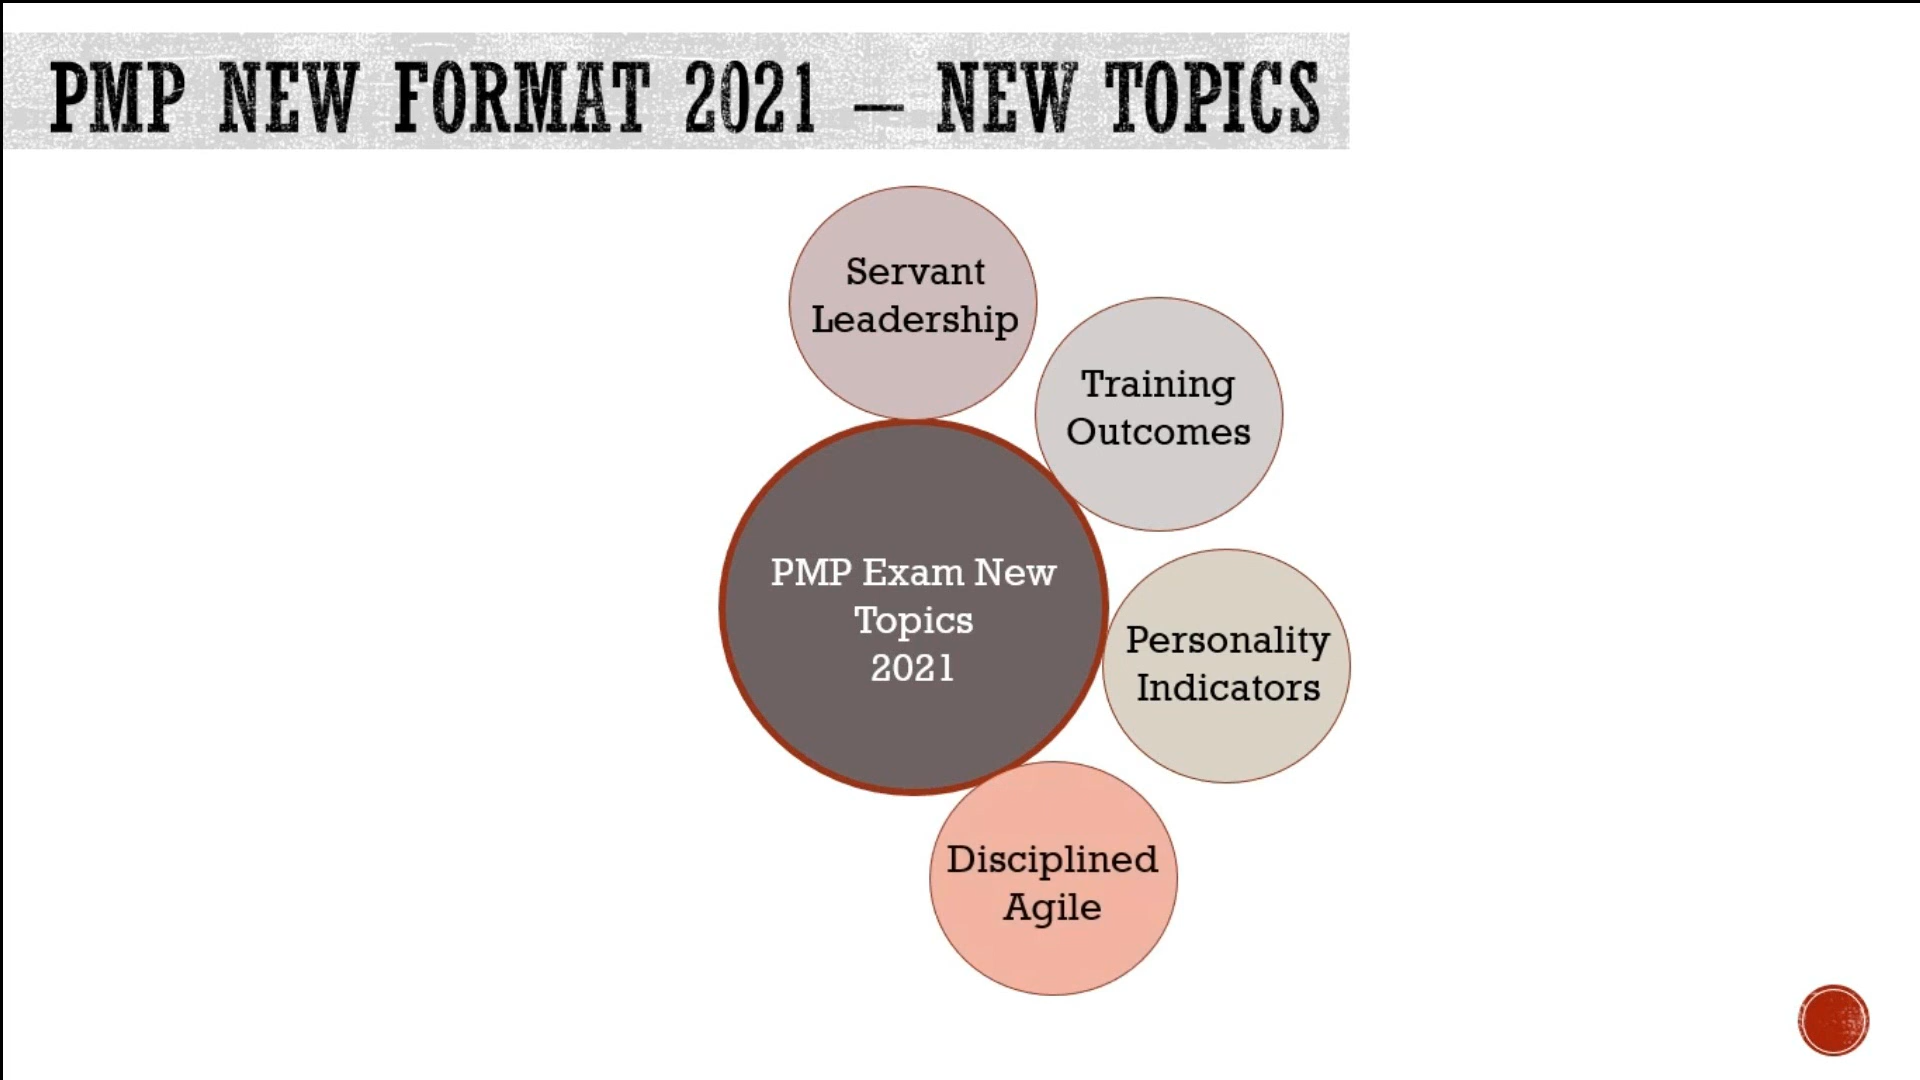 PMP NEW FORMAT 2021 – NEW TOPICS
Servant
Leadership
Training
Outcomes
PMP Exam New
Topics
2021
Personality
Indicators
Disciplined
Agile